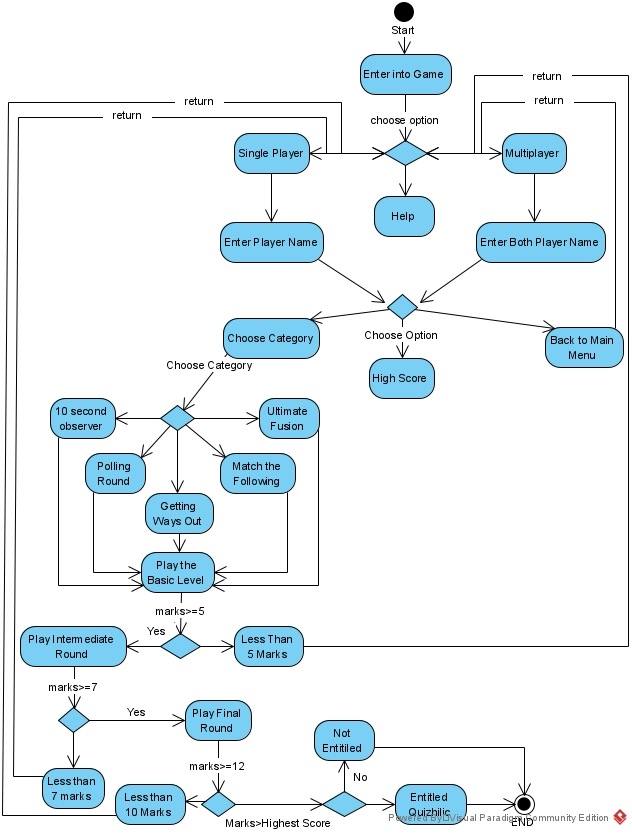 Start
Enter into Game
return
return
choose option
return
return
Single Player
Multiplayer
Help
Enter Player Name
Enter Both Player Name
Choose Category
Choose Option
Back to Main
Menu
Choose Category
High Score
10 second
observer
Ultimate
Fusion
Polling
Round
Match the
Following
Getting
Ways Out
Play the
Basic Level
marks>=5
Yes
Play Intermediate
Round
Less Than
5 Marks
marks>=7
Yes
Play Final
Round
Not
Entitiled
marks>=12
No
Less than
7 marks
Less than
10 Marks
Entitled
Quizhilic
Marks>Highest Score
END
Powered By Visual Paradigm Community Edition